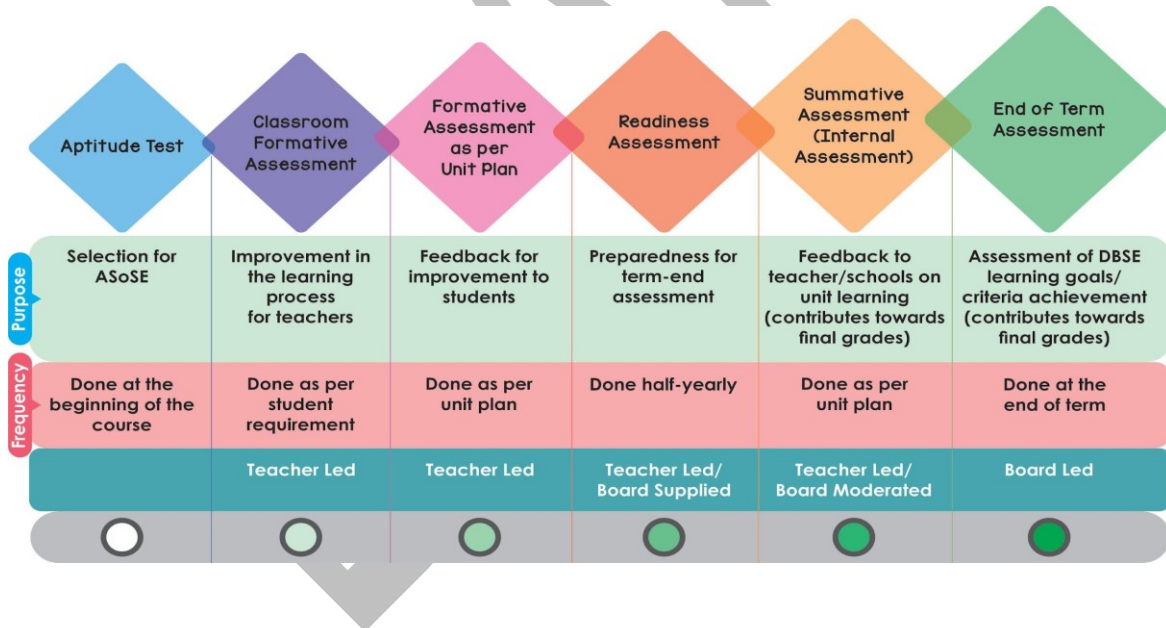 Aptitude Test
Classroom
Formative
Assessment
Formative
Assessment
as per
Unit Plan
Readiness
Assessment
Summative
Assessment
(Internal
Assessment)
End of Term
Assessment
Purpose
Selection for
ASoSE
Improvement in
the learning
process
for teachers
Feedback for
improvement to
students
Preparedness for
term-end
assessment
Feedback to
teacher/schools on
unit learning
(contributes towards
final grades)
Assessment of DBSE
learning goals/
criteria achievement
(contributes towards
final grades)
Frequency
Done at the
beginning of the
course
Done as per
student
requirement
Done as per
unit plan
Done half-yearly
Done as per
unit plan
Done at the
end of term
Teacher Led
Teacher Led
Teacher Led/
Board Supplied
Teacher Led/
Board Moderated
Board Led